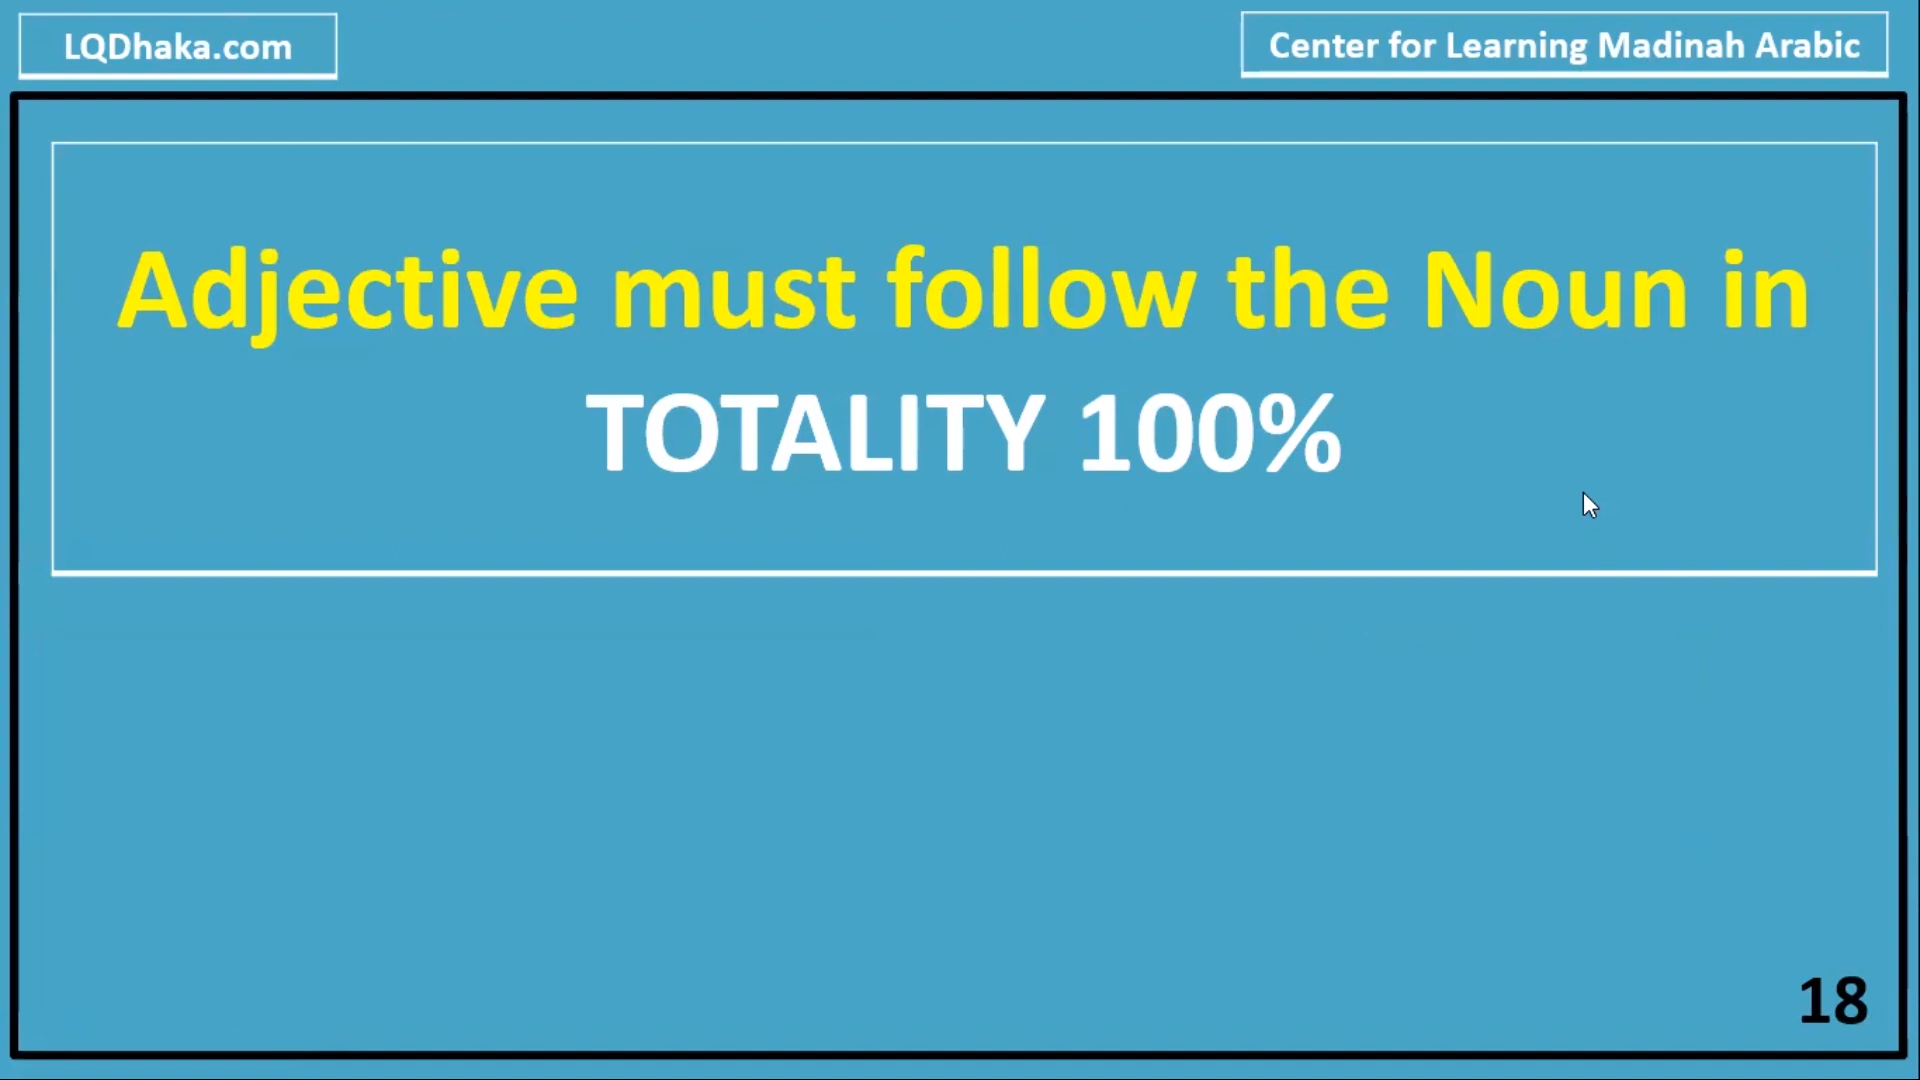 LQDhaka.com
Center for Learning Madinah Arabic
Adjective must follow the Noun in
TOTALITY 100%
18